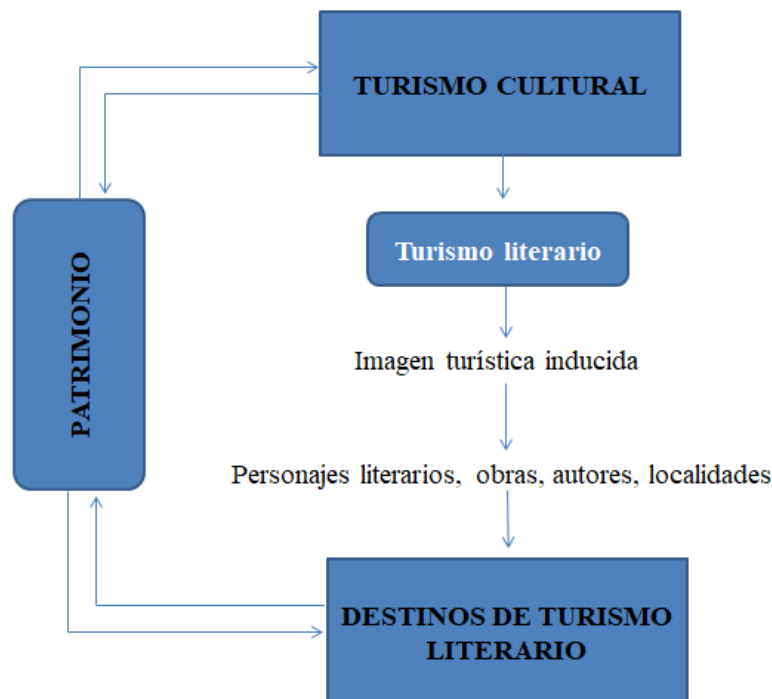 TURISMO CULTURAL
Turismo literario
PATRIMONIO
Imagen turística inducida
Personajes literarios, obras, autores, localidades
DESTINOS DE TURISMO
LITERARIO